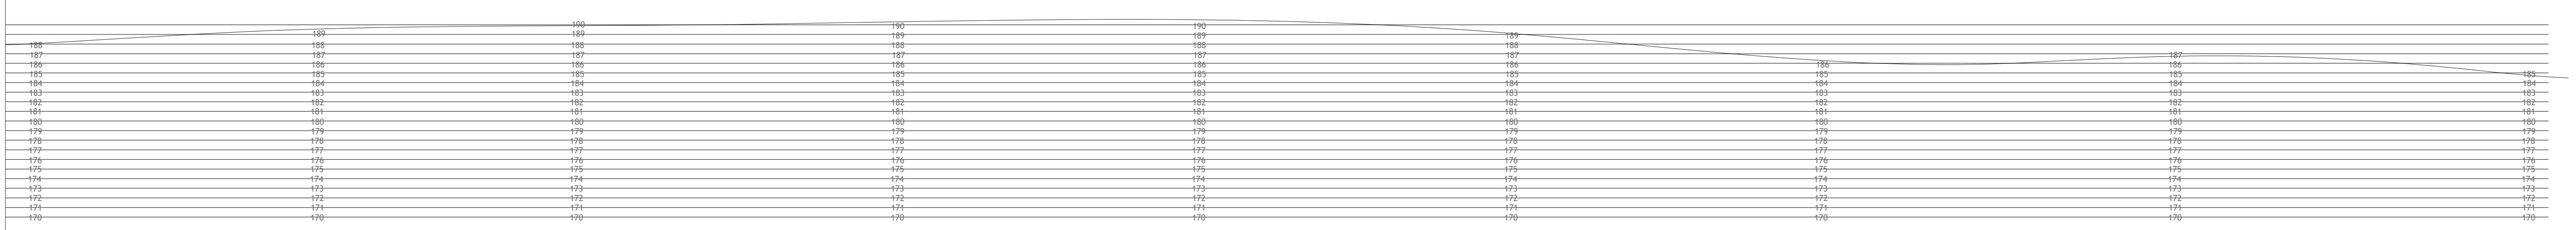 190 190 190
189 189 189 189 189
188 188 188 188 188 188
187 187 187 187 187 187 187
186 186 186 186 186 186 186 186
185 185 185 185 185 185 185 185 185
184 184 184 184 184 184 184 184 184
183 183 183 183 183 183 183 183 183
182 182 182 182 182 182 182 182 182
181 181 181 181 181 181 181 181 181
180 180 180 180 180 180 180 180 180
179 179 179 179 179 179 179 179 179
178 178 178 178 178 178 178 178 178
177 177 177 177 177 177 177 177 177
176 176 176 176 176 176 176 176 176
175 175 175 175 175 175 175 175 175
174 174 174 174 174 174 174 174 174
173 173 173 173 173 173 173 173 173
172 172 172 172 172 172 172 172 172
171 171 171 171 171 171 171 171 171
170 170 170 170 170 170 170 170 170